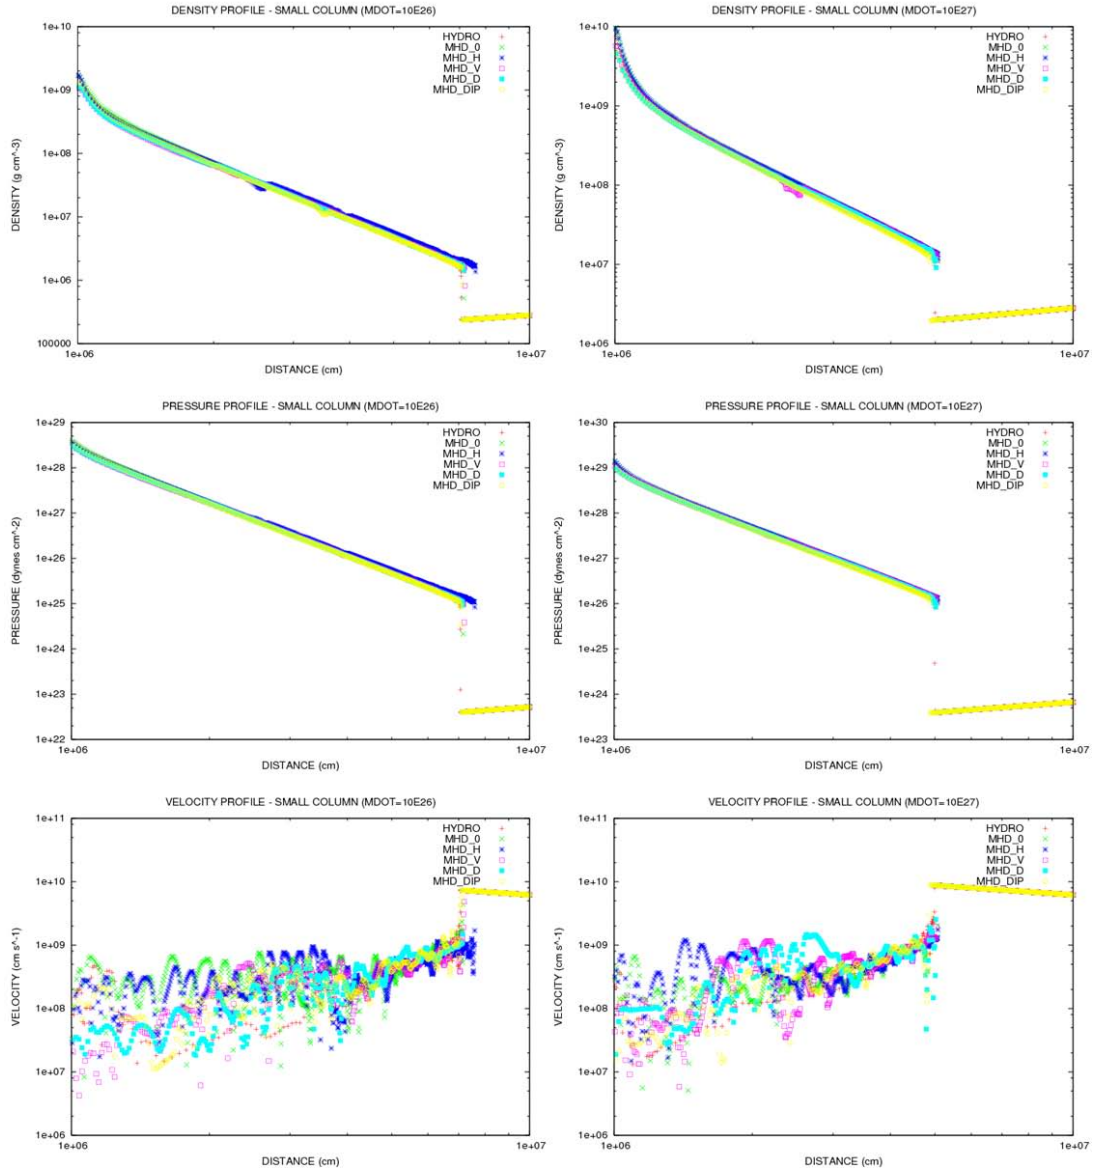 DENSITY PROFILE - SMALL COLUMN (MDOT=10E26)
1e+10
1e+09
1e+08
1e+07
1e+06
100000
1e+06
1e+07
DENSITY (g cm^-3)
DISTANCE (cm)
HYDRO
MHD_0
MHD_H
MHD_V
MHD_D
MHD_DIP
DENSITY PROFILE - SMALL COLUMN (MDOT=10E27)
1e+10
1e+09
1e+08
1e+07
1e+06
1e+06
1e+07
DENSITY (g cm^-3)
DISTANCE (cm)
HYDRO
MHD_0
MHD_H
MHD_V
MHD_D
MHD_DIP
PRESSURE PROFILE - SMALL COLUMN (MDOT=10E26)
1e+29
1e+28
1e+27
1e+26
1e+25
1e+24
1e+23
1e+22
1e+06
1e+07
PRESSURE (dynes cm^-2)
DISTANCE (cm)
HYDRO
MHD_0
MHD_H
MHD_V
MHD_D
MHD_DIP
PRESSURE PROFILE - SMALL COLUMN (MDOT=10E27)
1e+30
1e+29
1e+28
1e+27
1e+26
1e+25
1e+24
1e+23
1e+06
1e+07
PRESSURE (dynes cm^-2)
DISTANCE (cm)
HYDRO
MHD_0
MHD_H
MHD_V
MHD_D
MHD_DIP
VELOCITY PROFILE - SMALL COLUMN (MDOT=10E26)
1e+11
1e+10
1e+09
1e+08
1e+07
1e+06
1e+06
1e+07
VELOCITY (cm s^-1)
DISTANCE (cm)
HYDRO
MHD_0
MHD_H
MHD_V
MHD_D
MHD_DIP
VELOCITY PROFILE - SMALL COLUMN (MDOT=10E27)
1e+11
1e+10
1e+09
1e+08
1e+07
1e+06
1e+06
1e+07
VELOCITY (cm s^-1)
DISTANCE (cm)
HYDRO
MHD_0
MHD_H
MHD_V
MHD_D
MHD_DIP